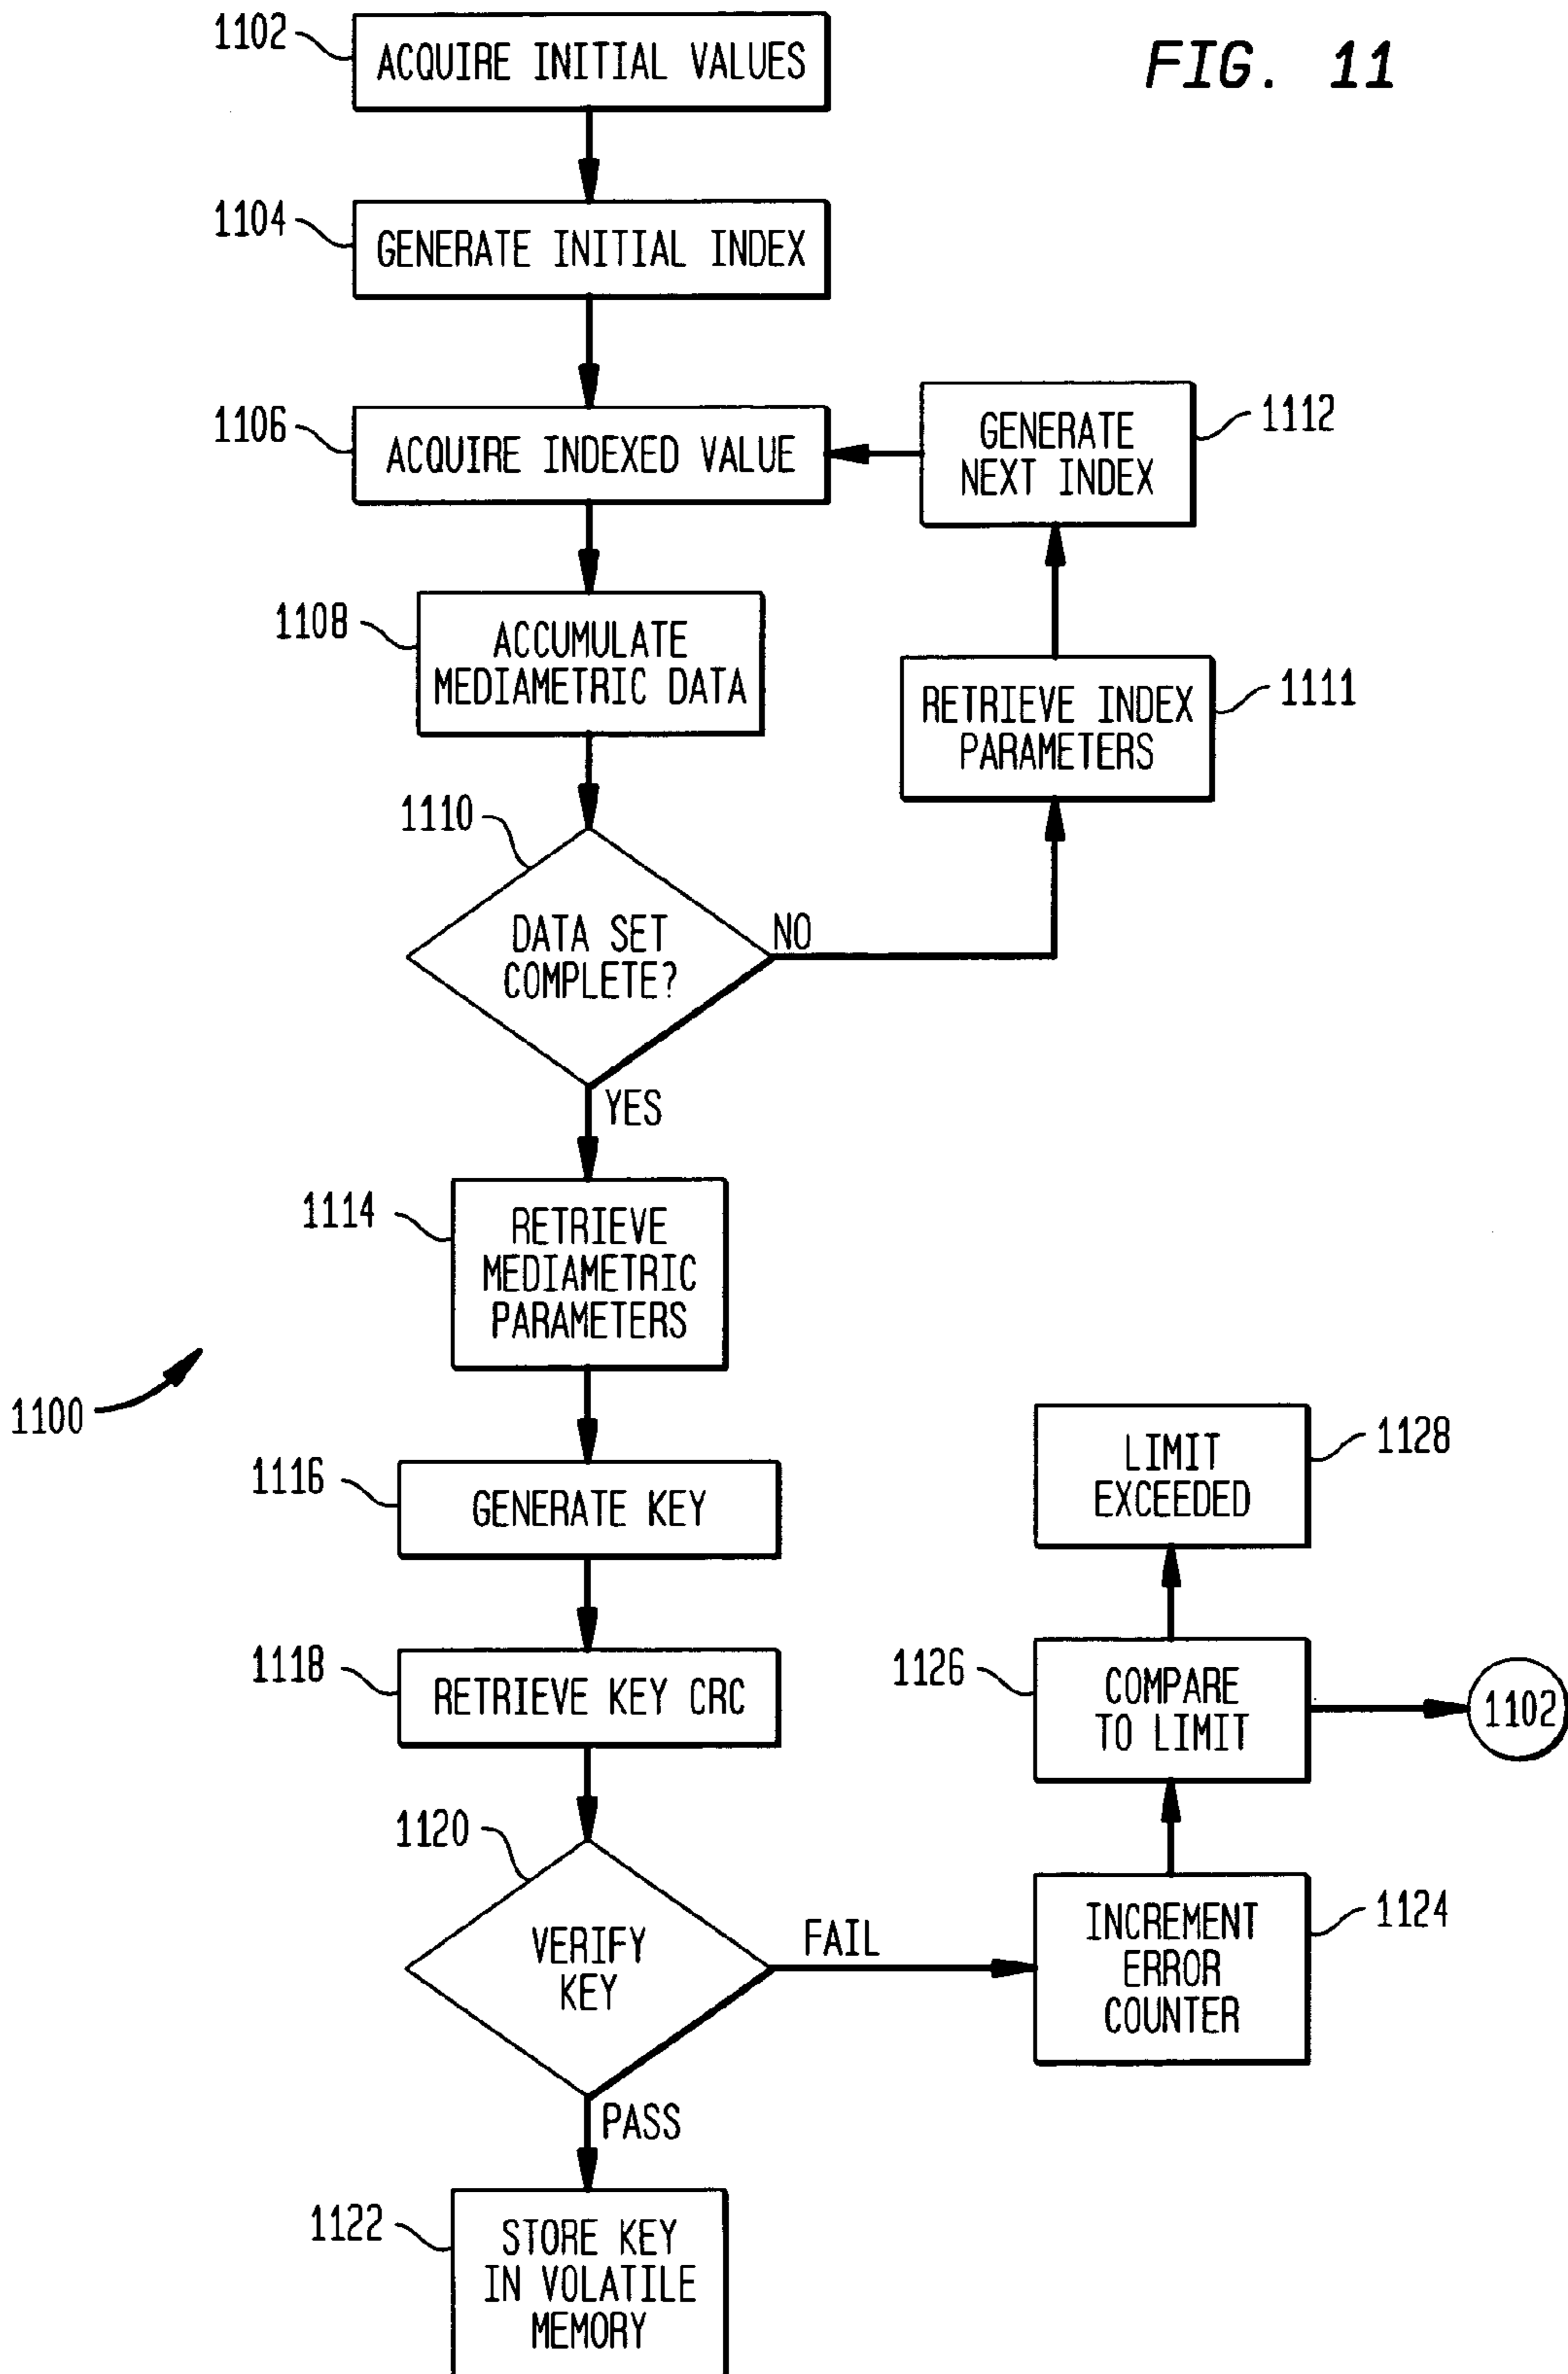 FIG. 11
1102
ACQUIRE INITIAL VALUES
1104
GENERATE INITIAL INDEX
1106
ACQUIRE INDEXED VALUE
GENERATE
NEXT INDEX
1112
1108
ACCUMULATE
MEDIAMETRIC DATA
RETRIEVE INDEX
PARAMETERS
1111
1110
DATA SET
COMPLETE?
NO
YES
1114
RETRIEVE
MEDIAMETRIC
PARAMETERS
1100
1116
GENERATE KEY
LIMIT
EXCEEDED
1128
1118
RETRIEVE KEY CRC
1126
COMPARE
TO LIMIT
1102
1120
VERIFY
KEY
FAIL
INCREMENT
ERROR
COUNTER
1124
PASS
1122
STORE KEY
IN VOLATILE
MEMORY